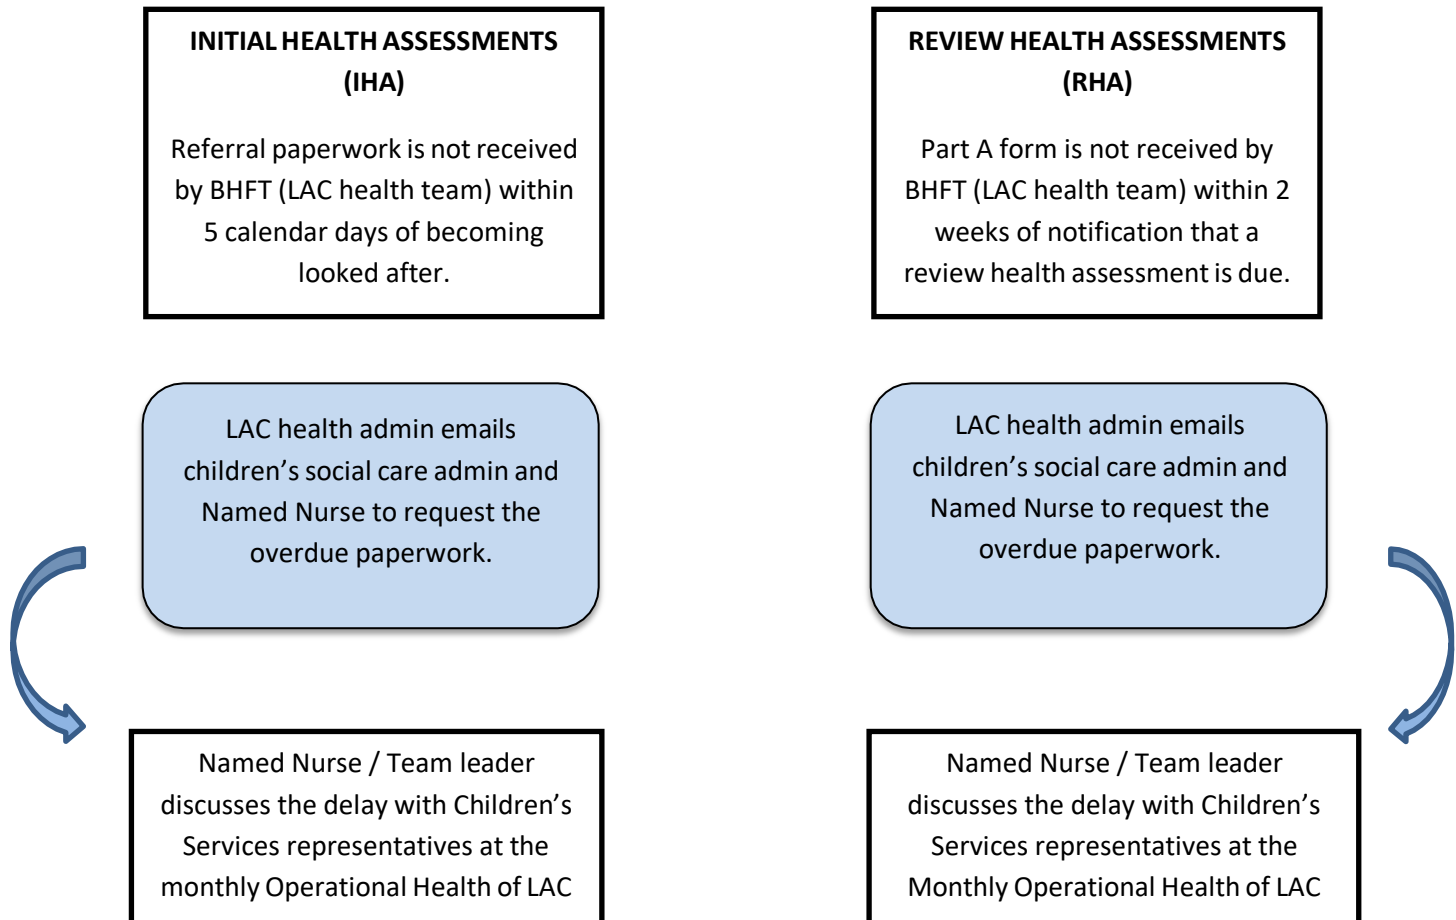 INITIAL HEALTH ASSESSMENTS
(IHA)
Referral paperwork is not received
by BHFT (LAC health team) within
5 calendar days of becoming
looked after.
LAC health admin emails
children’s social care admin and
Named Nurse to request the
overdue paperwork.
Named Nurse / Team leader
discusses the delay with Children’s
Services representatives at the
monthly Operational Health of LAC
REVIEW HEALTH ASSESSMENTS
(RHA)
Part A form is not received by
BHFT (LAC health team) within 2
weeks of notification that a
review health assessment is due.
LAC health admin emails
children’s social care admin and
Named Nurse to request the
overdue paperwork.
Named Nurse / Team leader
discusses the delay with Children’s
Services representatives at the
Monthly Operational Health of LAC